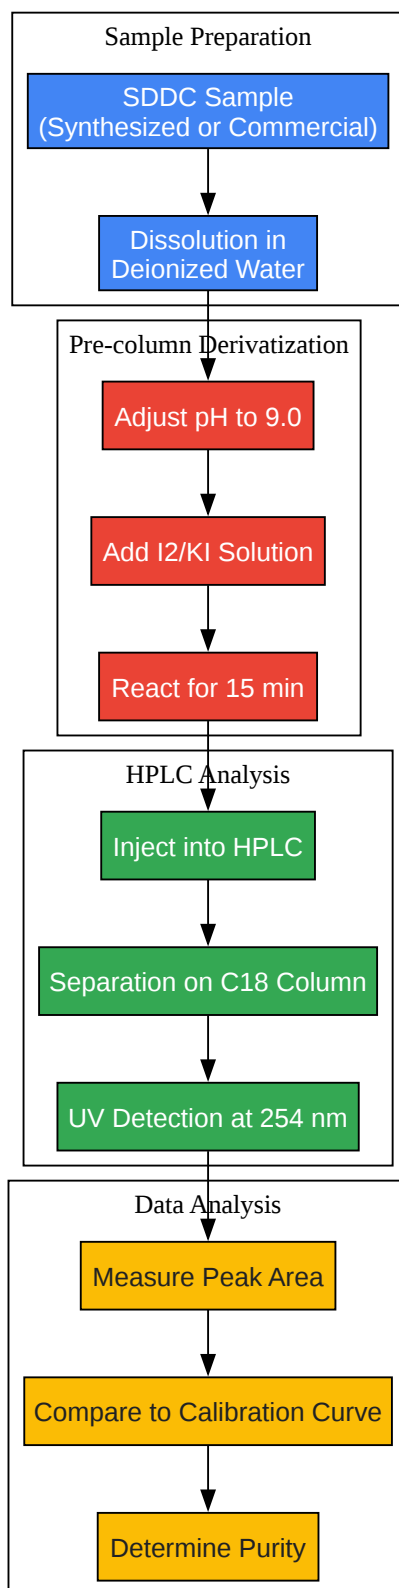 Sample Preparation
SDDC Sample
(Synthesized or Commercial)
Dissolution in
Deionized Water
Pre-column Derivatization
Adjust pH to 9.0
Add I2/KI Solution
React for 15 min
HPLC Analysis
Inject into HPLC
Separation on C18 Column
UV Detection at 254 nm
Data Analysis
Measure Peak Area
Compare to Calibration Curve
Determine Purity